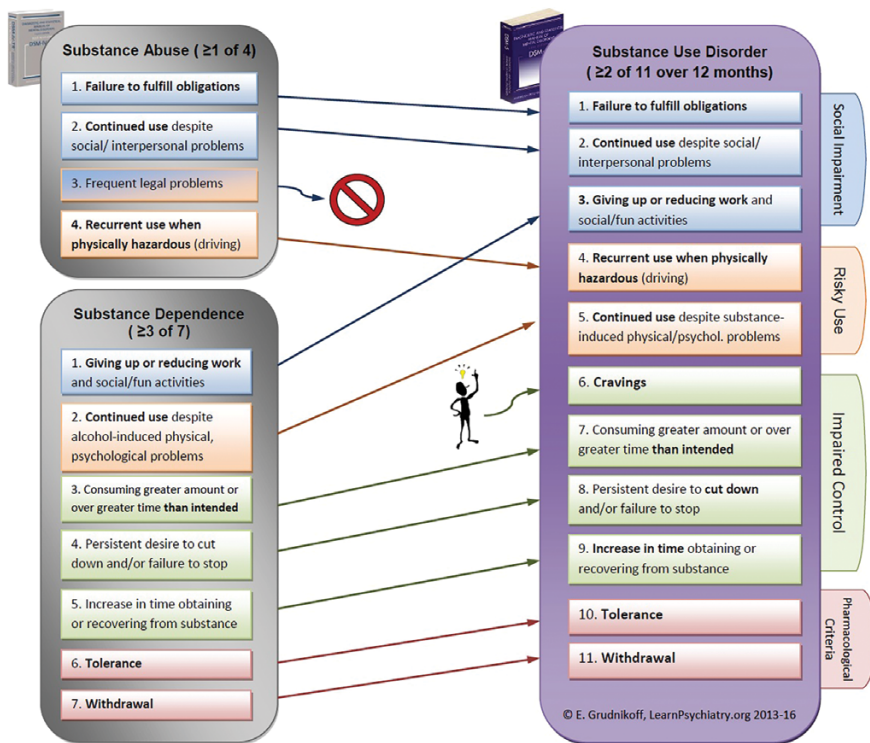 Substance Abuse ( ≥1 of 4)
1. Failure to fulfill obligations
2. Continued use despite
social/ interpersonal problems
3. Frequent legal problems
4. Recurrent use when
physically hazardous (driving)
Substance Dependence
( ≥3 of 7)
1. Giving up or reducing work
and social/fun activities
2. Continued use despite
alcohol-induced physical,
psychological problems
3. Consuming greater amount or
over greater time than intended
4. Persistent desire to cut
down and/or failure to stop
5. Increase in time obtaining
or recovering from substance
6. Tolerance
7. Withdrawal
Substance Use Disorder
(≥2 of 11 over 12 months)
1. Failure to fulfill obligations
2. Continued use despite social/
interpersonal problems
3. Giving up or reducing work and
social/fun activities
4. Recurrent use when physically
hazardous (driving)
5. Continued use despite substance-
induced physical/psychol. problems
6. Cravings
7. Consuming greater amount or over
greater time than intended
8. Persistent desire to cut down
and/or failure to stop
9. Increase in time obtaining or
recovering from substance
10. Tolerance
11. Withdrawal
© E. Grudnikoff, LearnPsychiatry.org 2013-16
Social Impairment
Risky Use
Impaired Control
Pharmacological
Criteria